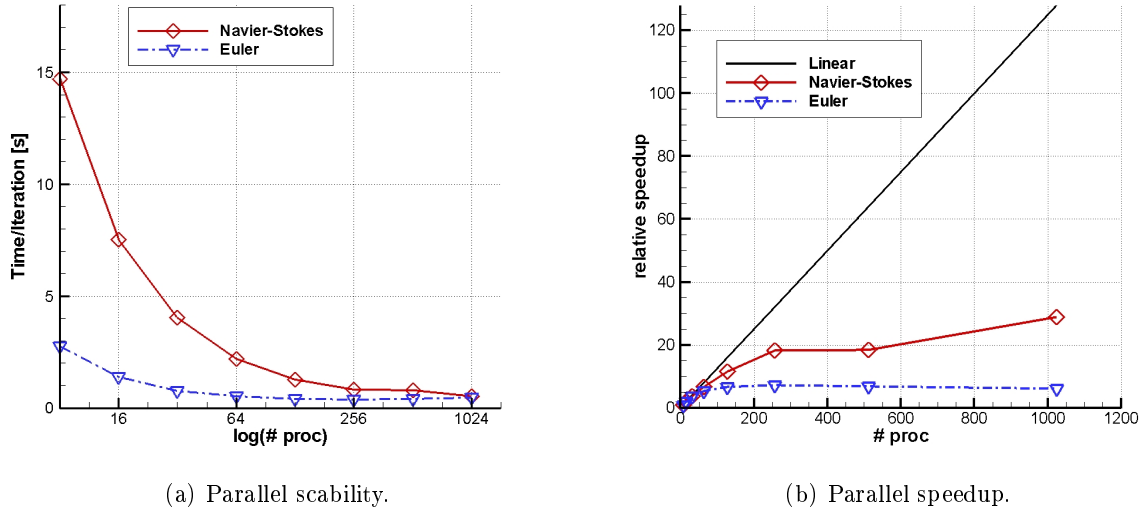 Navier-Stokes
Euler
Time/Iteration [s]
15
10
5
0
16
64
256
1024
log(# proc)
(a) Parallel scability.
Linear
Navier-Stokes
Euler
relative speedup
120
100
80
60
40
20
0
0
200
400
600
800
1000
1200
# proc
(b) Parallel speedup.